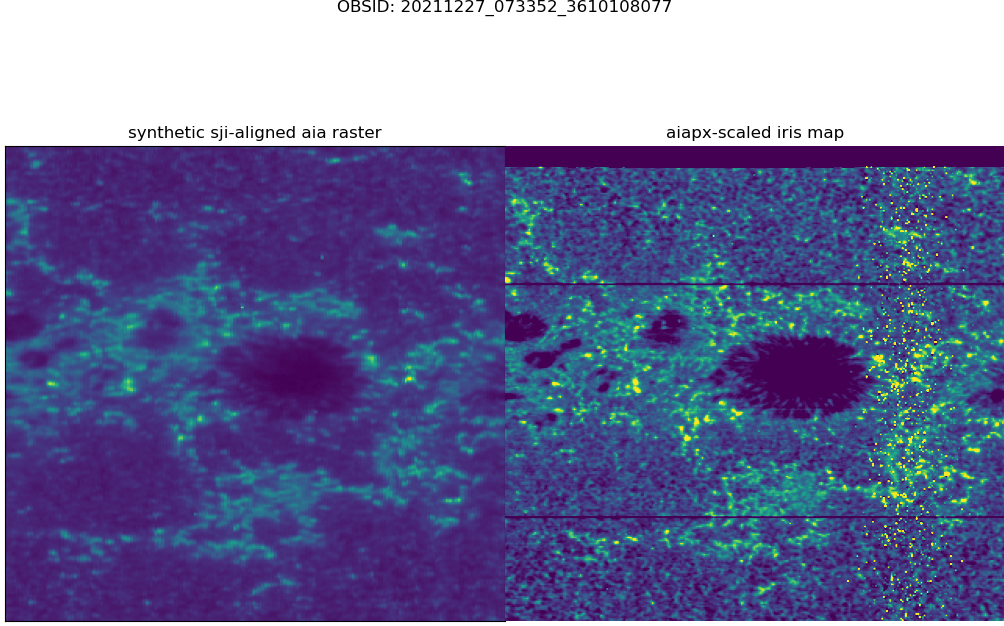 OBSID: 20211227_073352_3610108077
synthetic sji-aligned aia raster
aiapx-scaled iris map